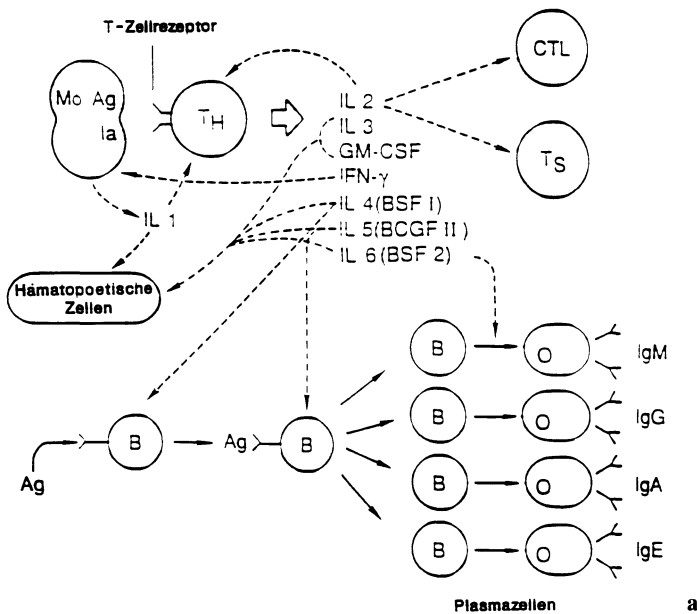 T-Zellrezeptor
Mo Ag
Ia
TH
IL 2
IL 3
GM-CSF
IFN-γ
IL 4(BSF I)
IL 5(BCGF II)
IL 6(BSF 2)
CTL
TS
IL 1
Hämatopoetische
Zellen
Ag
B
Ag
B
B
O
IgM
B
O
IgG
B
O
IgA
B
O
IgE
Plasmazellen
a